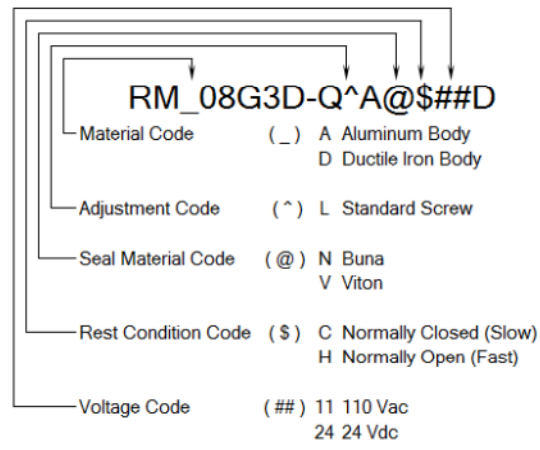 RM_08G3D-Q^A@$##D
Material Code (_) A Aluminum Body
D Ductile Iron Body
Adjustment Code (^) L Standard Screw
Seal Material Code (@) N Buna
V Viton
Rest Condition Code ($) C Normally Closed (Slow)
H Normally Open (Fast)
Voltage Code (##) 11 110 Vac
24 24 Vdc